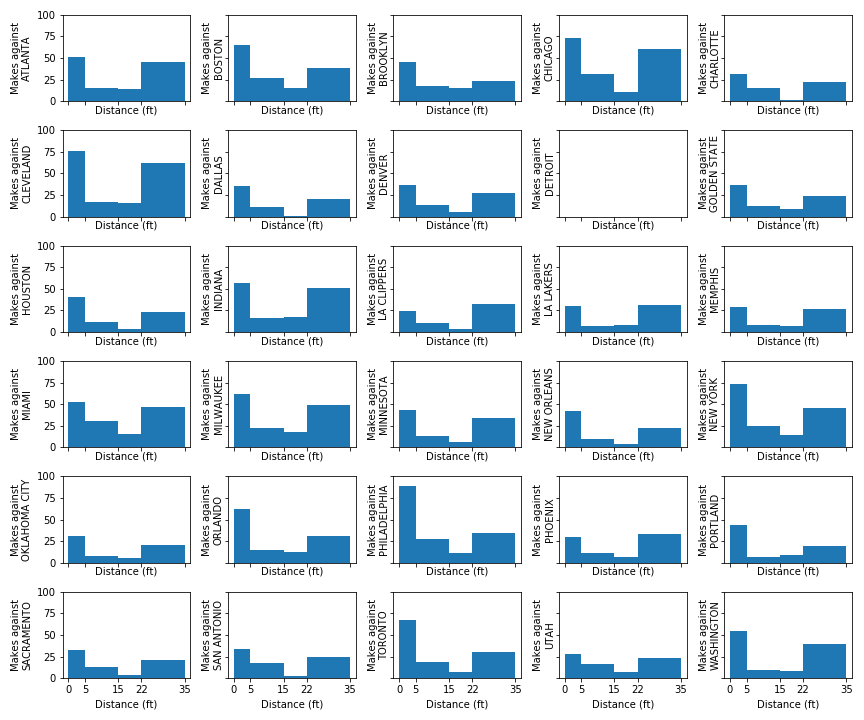 100
75
50
25
0
Makes against
ATLANTA
Distance (ft)
Makes against
BOSTON
Distance (ft)
Makes against
BROOKLYN
Distance (ft)
Makes against
CHICAGO
Distance (ft)
Makes against
CHARLOTTE
Distance (ft)
100
75
50
25
0
Makes against
CLEVELAND
Distance (ft)
Makes against
DALLAS
Distance (ft)
Makes against
DENVER
Distance (ft)
Makes against
DETROIT
Distance (ft)
Makes against
GOLDEN STATE
Distance (ft)
100
75
50
25
0
Makes against
HOUSTON
Distance (ft)
Makes against
INDIANA
Distance (ft)
Makes against
LA CLIPPERS
Distance (ft)
Makes against
LA LAKERS
Distance (ft)
Makes against
MEMPHIS
Distance (ft)
100
75
50
25
0
Makes against
MIAMI
Distance (ft)
Makes against
MILWAUKEE
Distance (ft)
Makes against
MINNESOTA
Distance (ft)
Makes against
NEW ORLEANS
Distance (ft)
Makes against
NEW YORK
Distance (ft)
100
75
50
25
0
Makes against
OKLAHOMA CITY
Distance (ft)
Makes against
ORLANDO
Distance (ft)
Makes against
PHILADELPHIA
Distance (ft)
Makes against
PHOENIX
Distance (ft)
Makes against
PORTLAND
Distance (ft)
100
75
50
25
0
Makes against
SACRAMENTO
0 5 15 22 35
Distance (ft)
Makes against
SAN ANTONIO
0 5 15 22 35
Distance (ft)
Makes against
TORONTO
0 5 15 22 35
Distance (ft)
Makes against
UTAH
0 5 15 22 35
Distance (ft)
Makes against
WASHINGTON
0 5 15 22 35
Distance (ft)